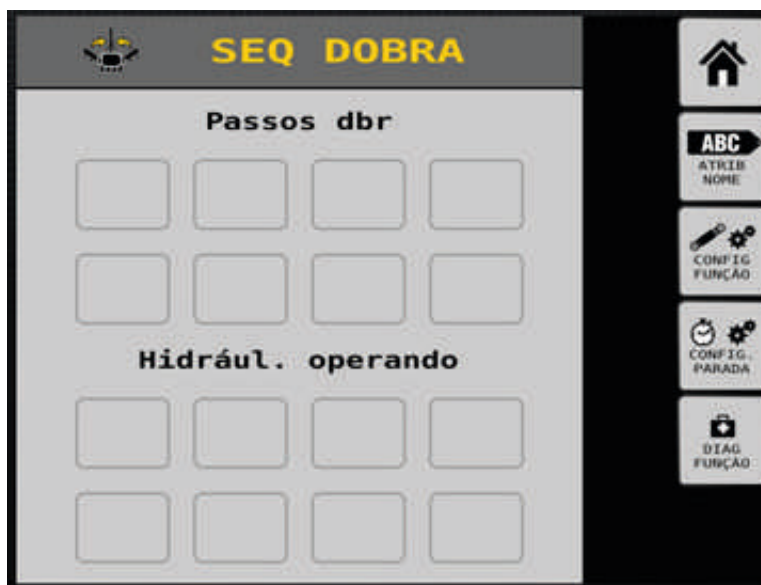 SEQ DOBRA
Passos dbr
Hidrául. operando
ABC
ATRIB
NOME
CONFIG
FUNÇÃO
CONFIG.
PARADA
DIAG
FUNÇÃO